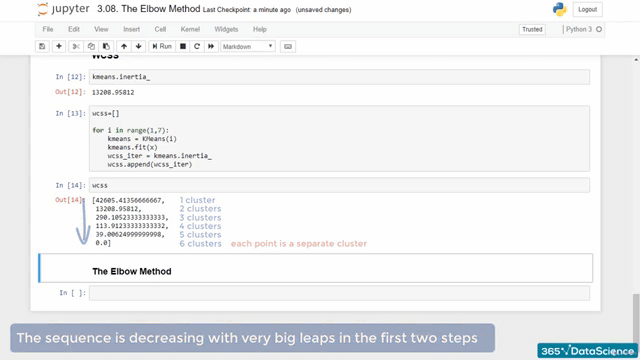 jupyter 3.08. The Elbow Method Last Checkpoint: a minute ago (unsaved changes)
Logout
File Edit View Insert Cell Kernel Widgets Help
Trusted
Python 3
Run
Markdown
WCSS
In [12]: kmeans.inertia_
Out[12]: 13208.95812
In [13]: wcss=[]
for i in range(1,7):
kmeans = KMeans(i)
kmeans.fit(x)
wcss_iter = kmeans.inertia_
wcss.append(wcss_iter)
In [14]: wcss
Out[14]: [42605.41356666667, 1 cluster
13208.95812, 2 clusters
290.10523333333333, 3 clusters
113.91233333333332, 4 clusters
39.00624999999998, 5 clusters
0.0] 6 clusters each point is a separate cluster
The Elbow Method
In [ ]:
The sequence is decreasing with very big leaps in the first two steps
365 DataScience